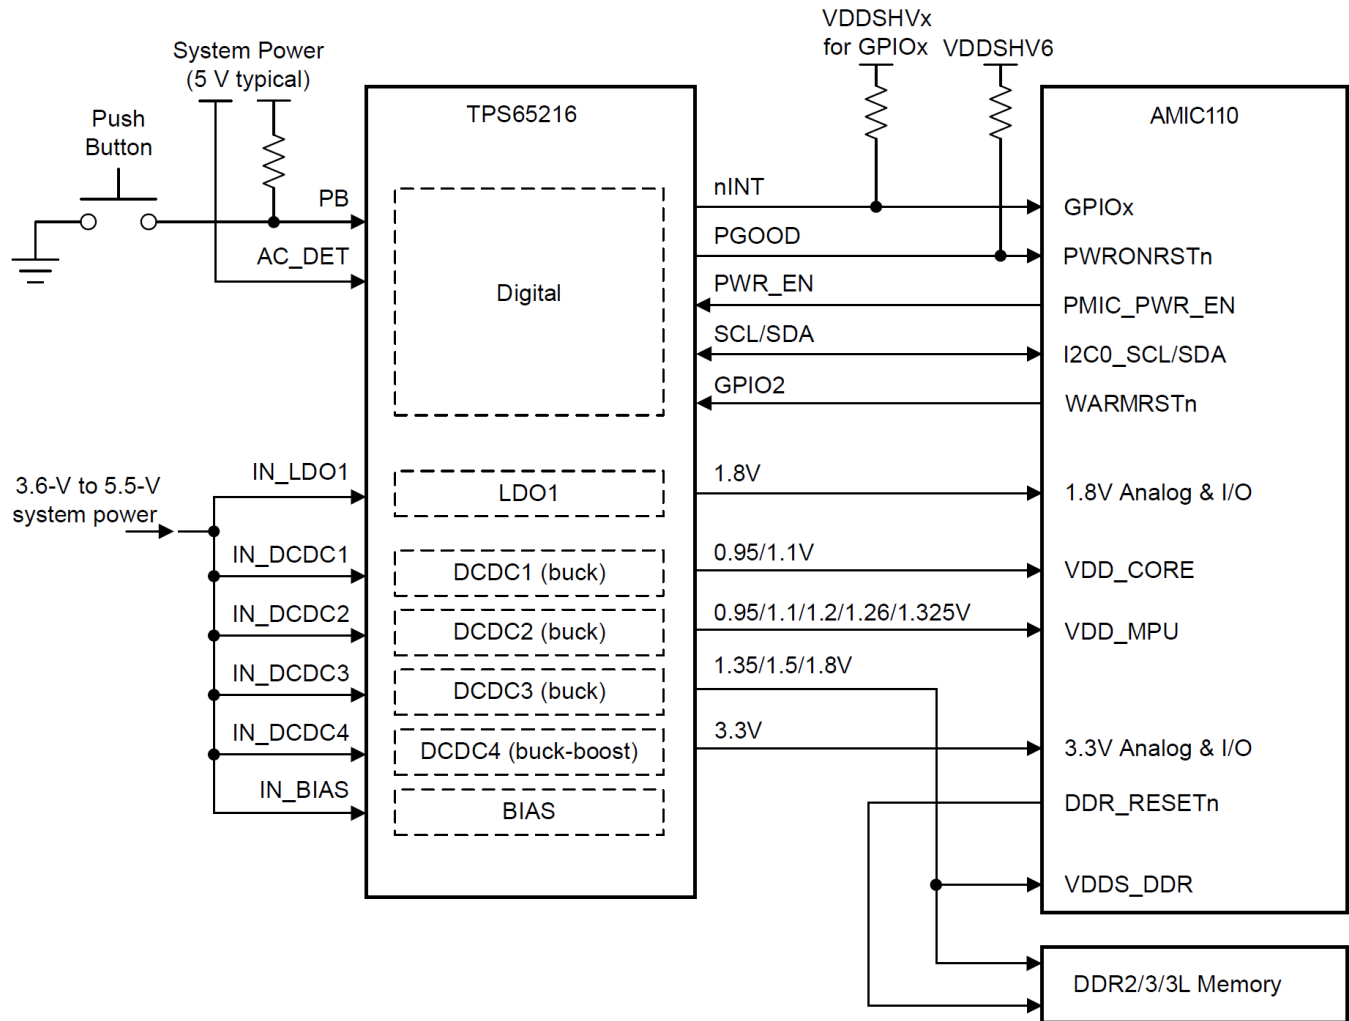 VDDSHVx
for GPIOx
VDDSHV6
System Power
(5 V typical)
Push
Button
TPS65216
AMIC110
PB
AC_DET
Digital
nINT
PGOOD
PWR_EN
SCL/SDA
GPIO2
GPIOx
PWRONRSTn
PMIC_PWR_EN
I2C0_SCL/SDA
WARMRSTn
3.6-V to 5.5-V
system power
IN_LDO1
LDO1
1.8V
1.8V Analog & I/O
IN_DCDC1
DCDC1 (buck)
0.95/1.1V
VDD_CORE
IN_DCDC2
DCDC2 (buck)
0.95/1.1/1.2/1.26/1.325V
VDD_MPU
IN_DCDC3
DCDC3 (buck)
1.35/1.5/1.8V
IN_DCDC4
DCDC4 (buck-boost)
3.3V
3.3V Analog & I/O
IN_BIAS
BIAS
DDR_RESETn
VDDS_DDR
DDR2/3/3L Memory